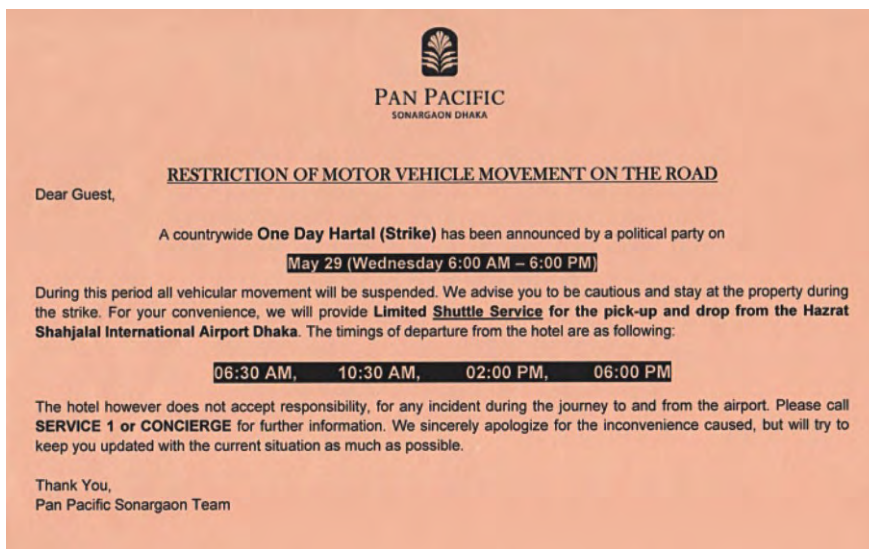 PAN PACIFIC
SONARGAON DHAKA
RESTRICTION OF MOTOR VEHICLE MOVEMENT ON THE ROAD
Dear Guest,
A countrywide One Day Hartal (Strike) has been announced by a political party on
May 29 (Wednesday 6:00 AM – 6:00 PM)
During this period all vehicular movement will be suspended. We advise you to be cautious and stay at the property during
the strike. For your convenience, we will provide Limited Shuttle Service for the pick-up and drop from the Hazrat
Shahjalal International Airport Dhaka. The timings of departure from the hotel are as following:
06:30 AM, 10:30 AM, 02:00 PM, 06:00 PM
The hotel however does not accept responsibility, for any incident during the journey to and from the airport. Please call
SERVICE 1 or CONCIERGE for further information. We sincerely apologize for the inconvenience caused, but will try to
keep you updated with the current situation as much as possible.
Thank You,
Pan Pacific Sonargaon Team